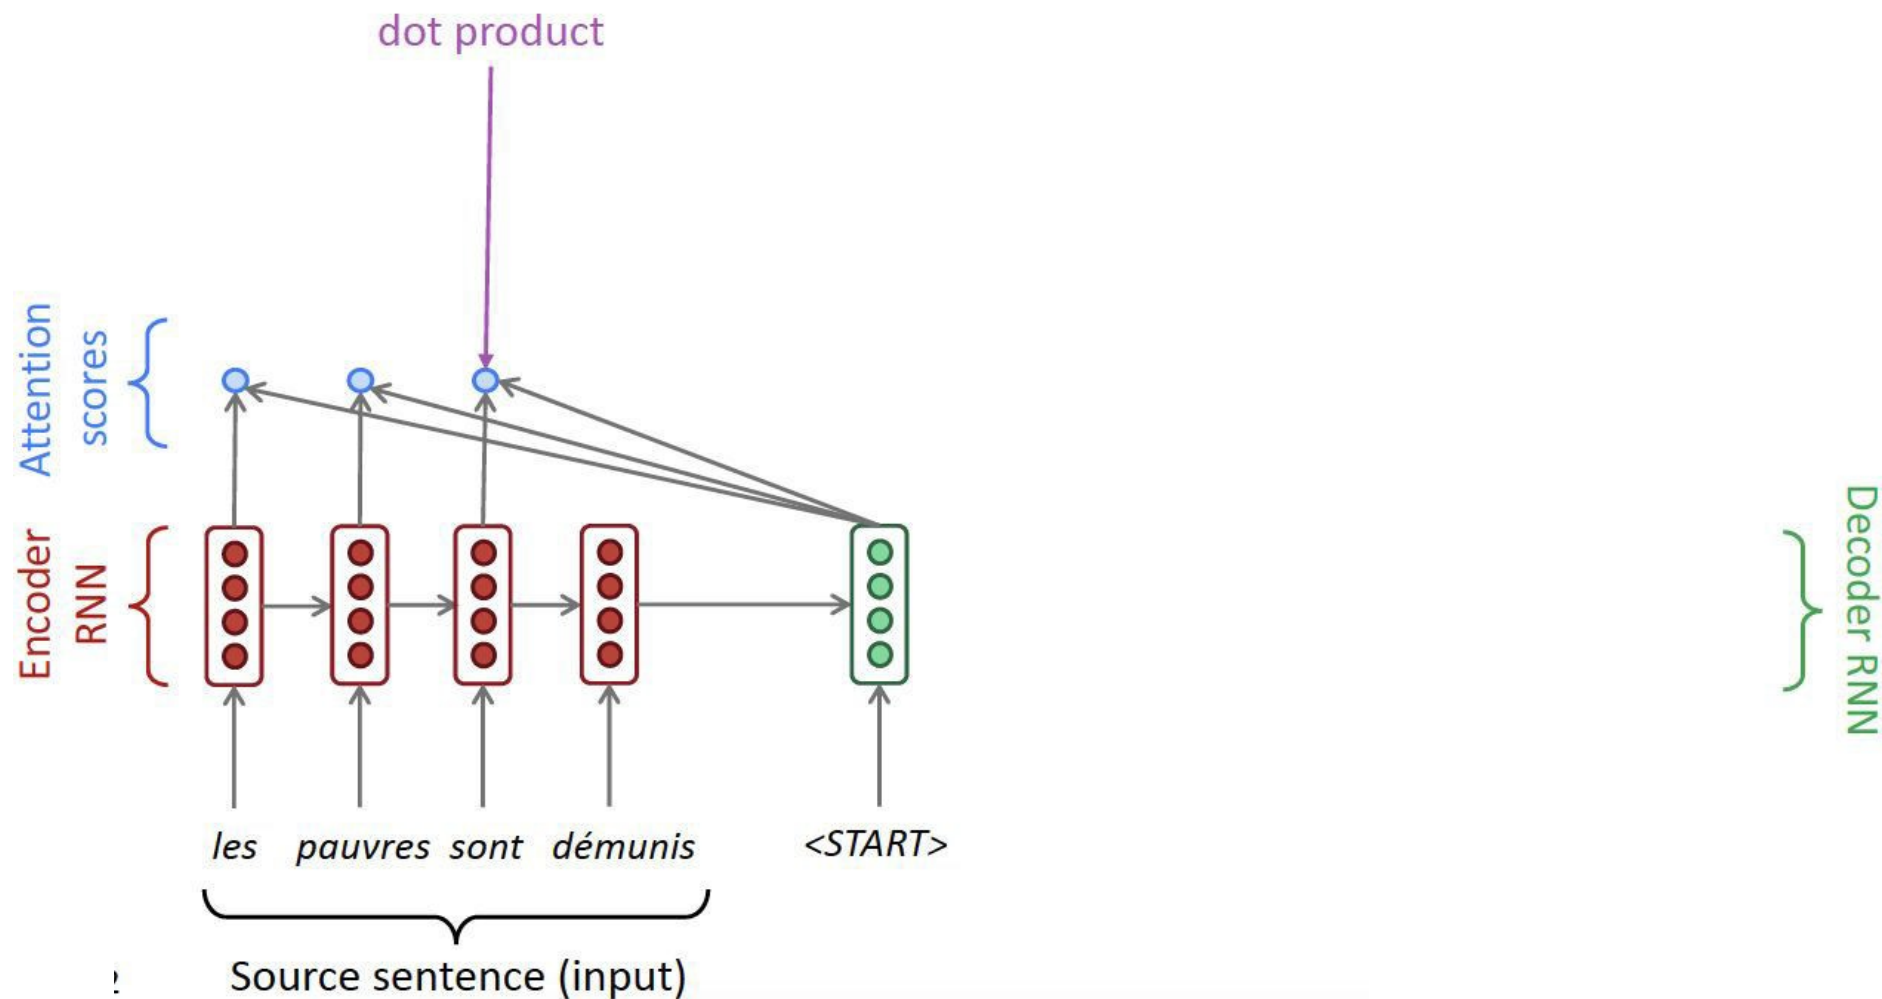 dot product
Attention
scores
Encoder
RNN
Decoder RNN
les pauvres sont démunis <START>
Source sentence (input)